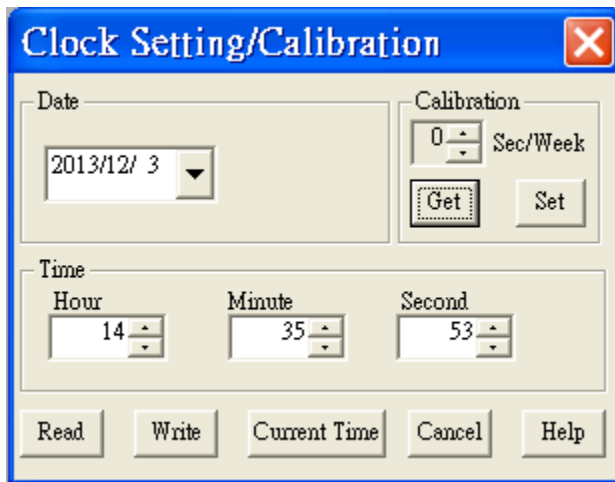 Clock Setting/Calibration
Date
2013/12/ 3
Calibration
0 Sec/Week
Get Set
Time
Hour Minute Second
14 35 53
Read Write Current Time Cancel Help